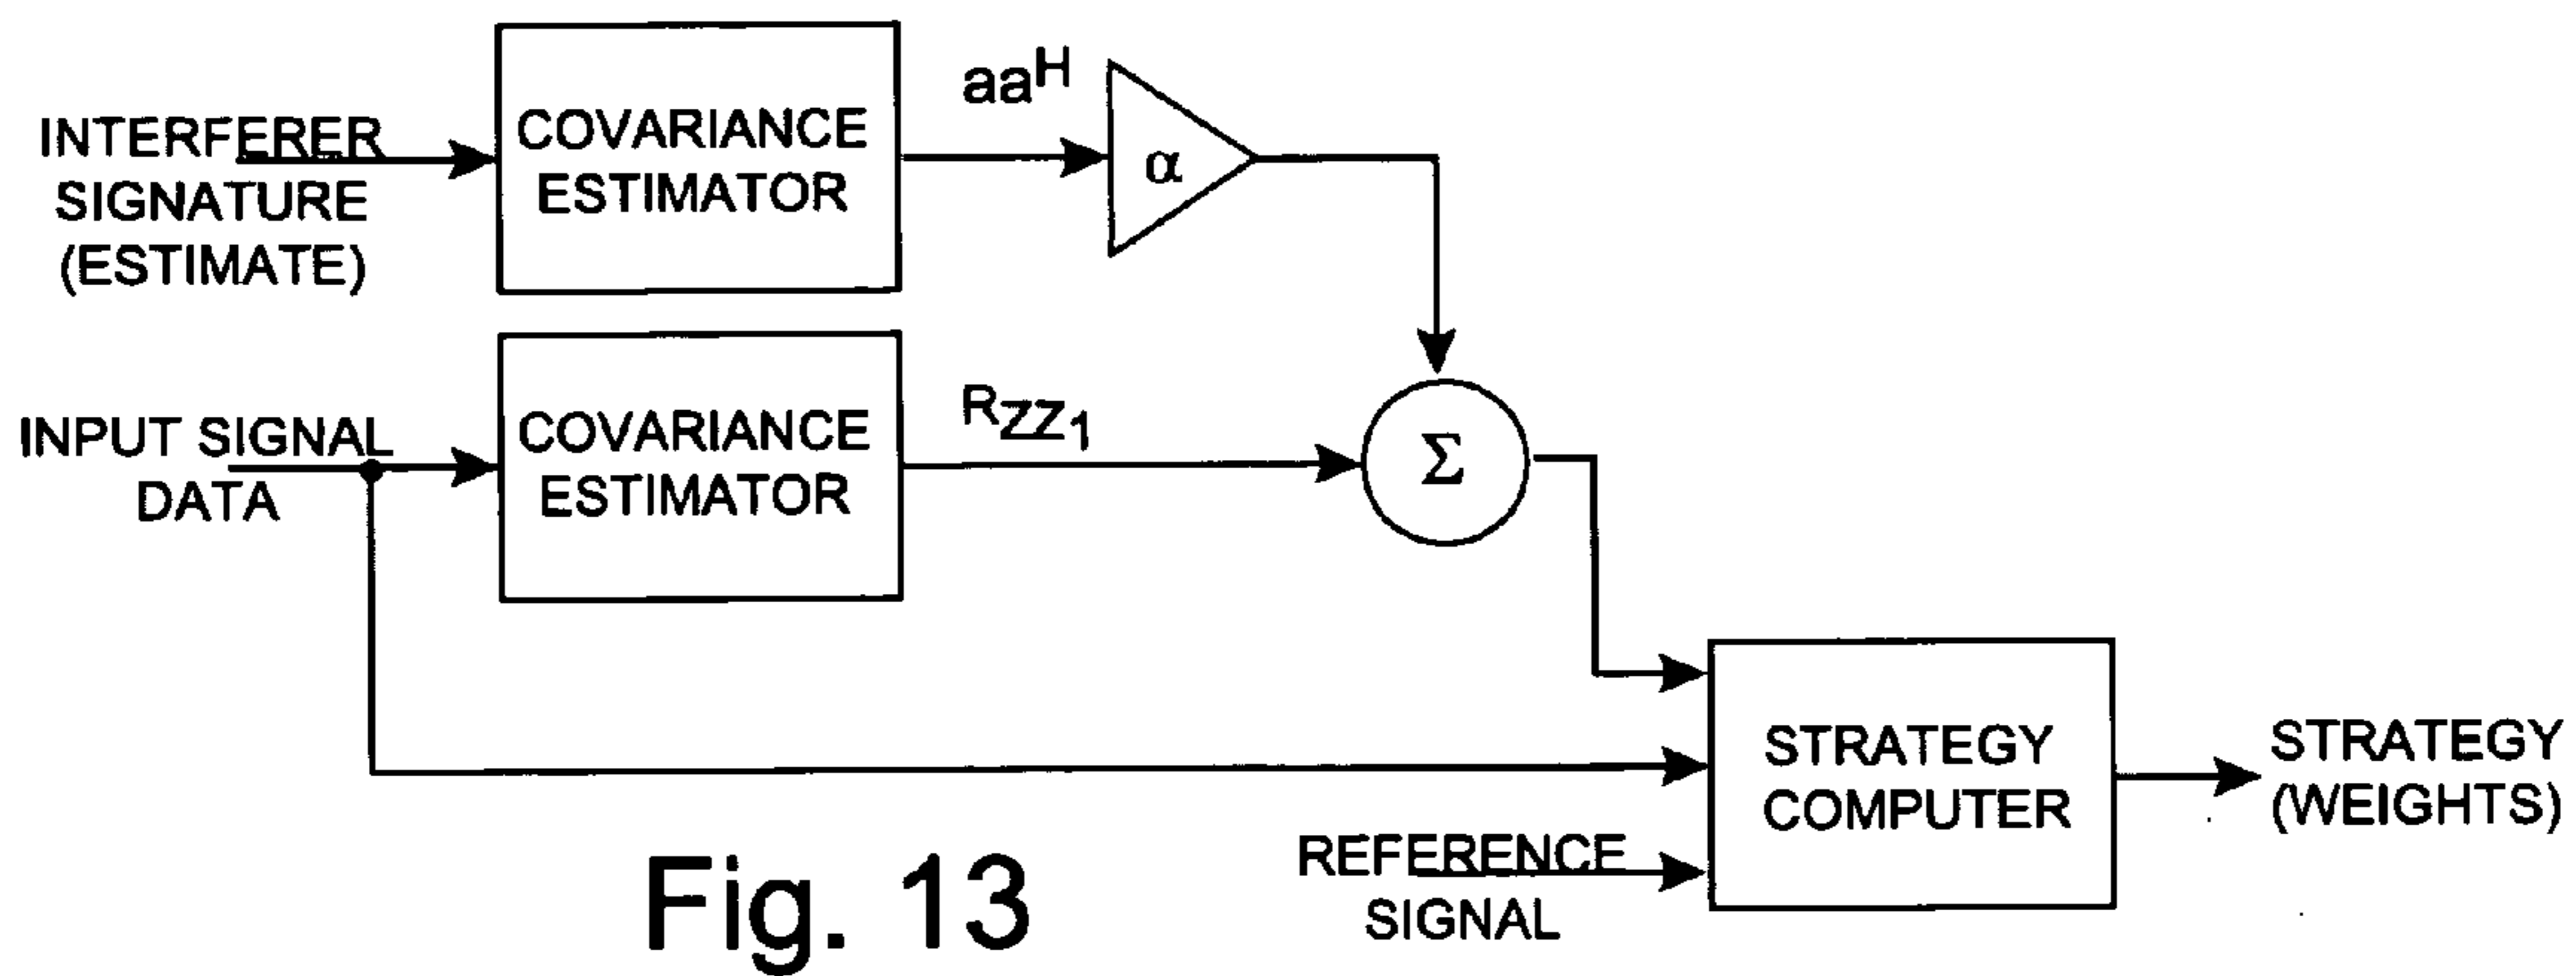 INTERFERER
SIGNATURE
(ESTIMATE)
COVARIANCE
ESTIMATOR
aa^H
α
INPUT SIGNAL
DATA
COVARIANCE
ESTIMATOR
R_ZZ1
Σ
STRATEGY
COMPUTER
REFERENCE
SIGNAL
STRATEGY
(WEIGHTS)
Fig. 13